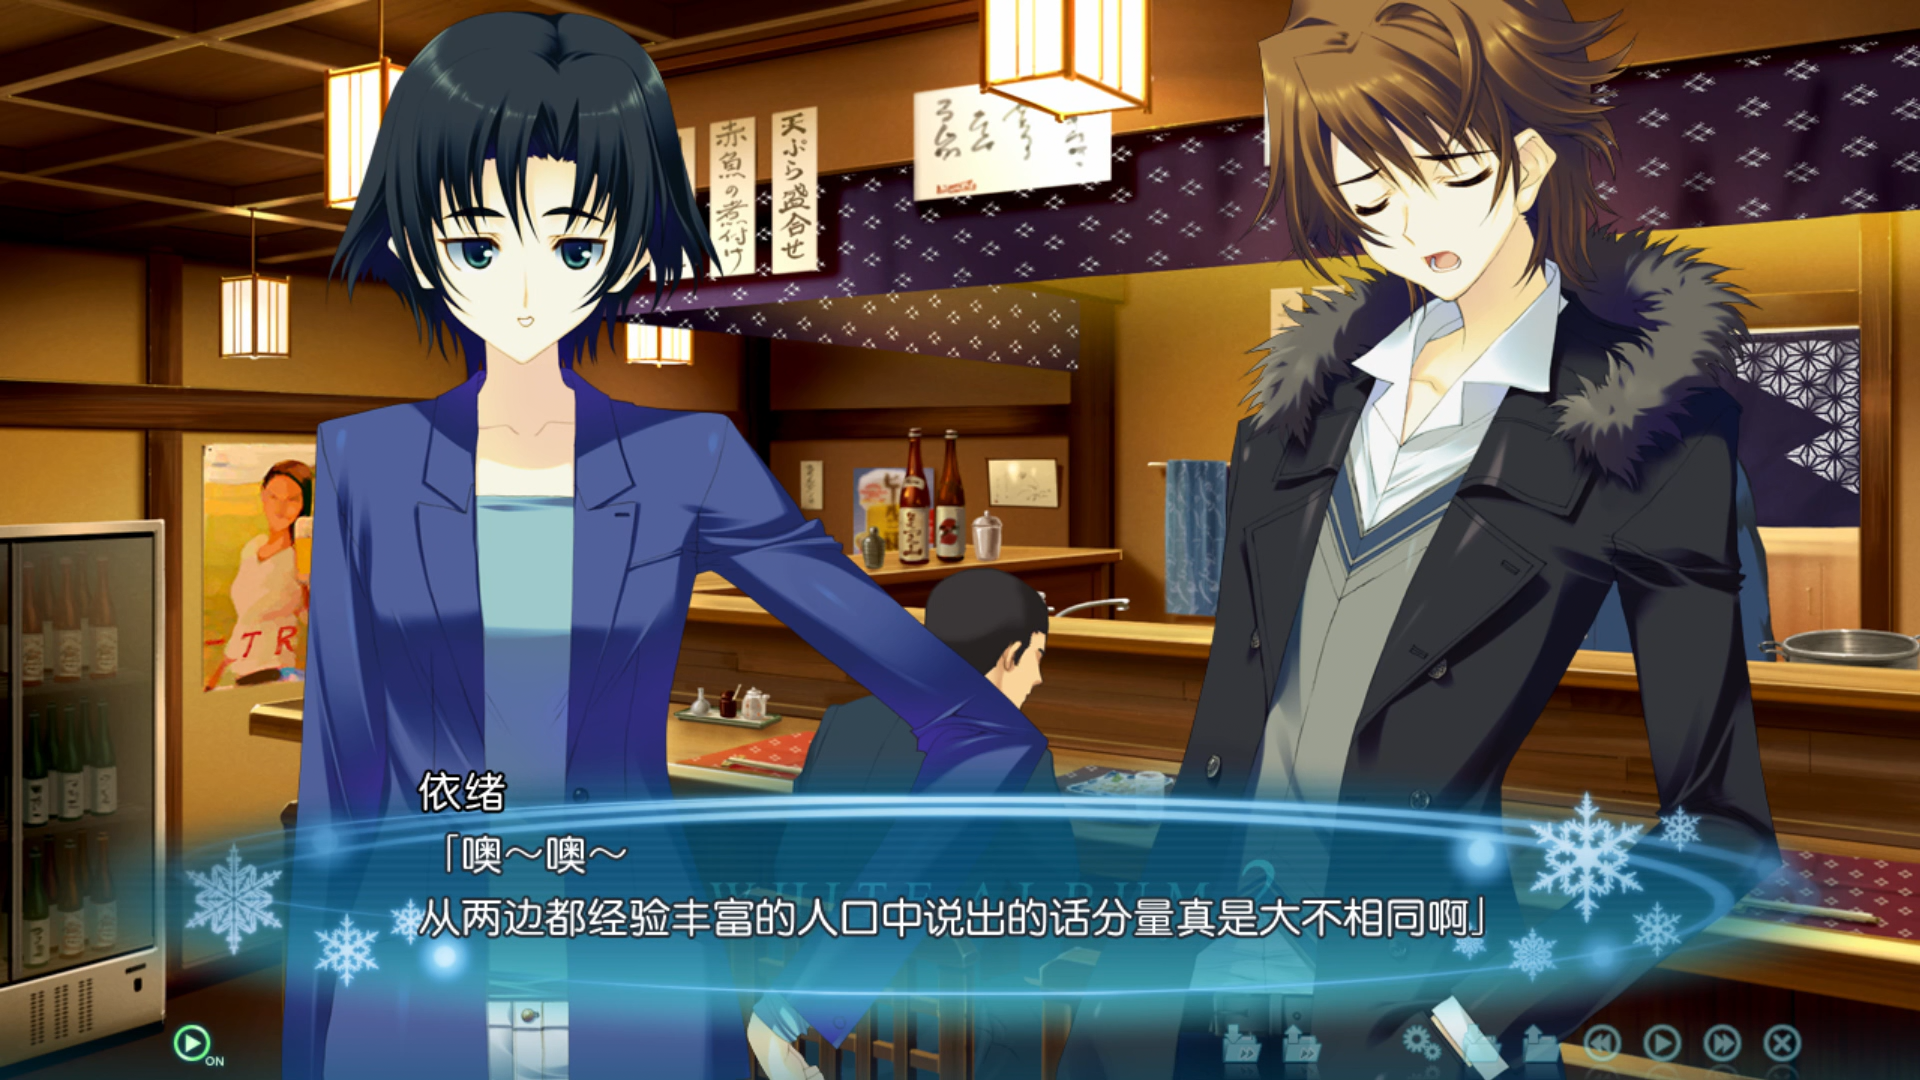 天ぷら盛合せ
赤魚の煮付け
TR
依绪
「噢～噢～
WHITE ALBUM 2
从两边都经验丰富的人口中说出的话分量真是大不相同啊」
ON